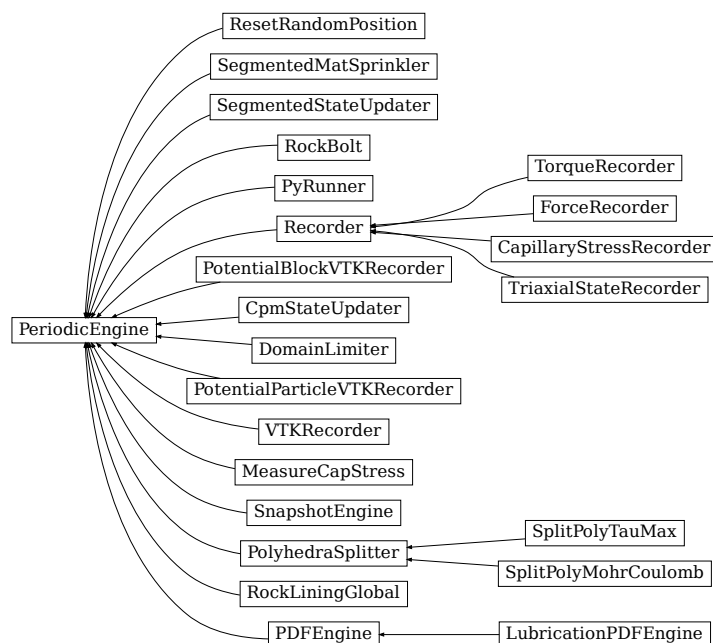 ResetRandomPosition
SegmentedMatSprinkler
SegmentedStateUpdater
RockBolt
TorqueRecorder
PyRunner
ForceRecorder
Recorder
CapillaryStressRecorder
PotentialBlockVTKRecorder
TriaxialStateRecorder
CpmStateUpdater
PeriodicEngine
DomainLimiter
PotentialParticleVTKRecorder
VTKRecorder
MeasureCapStress
SnapshotEngine
SplitPolyTauMax
PolyhedraSplitter
SplitPolyMohrCoulomb
RockLiningGlobal
PDFEngine
LubricationPDFEngine